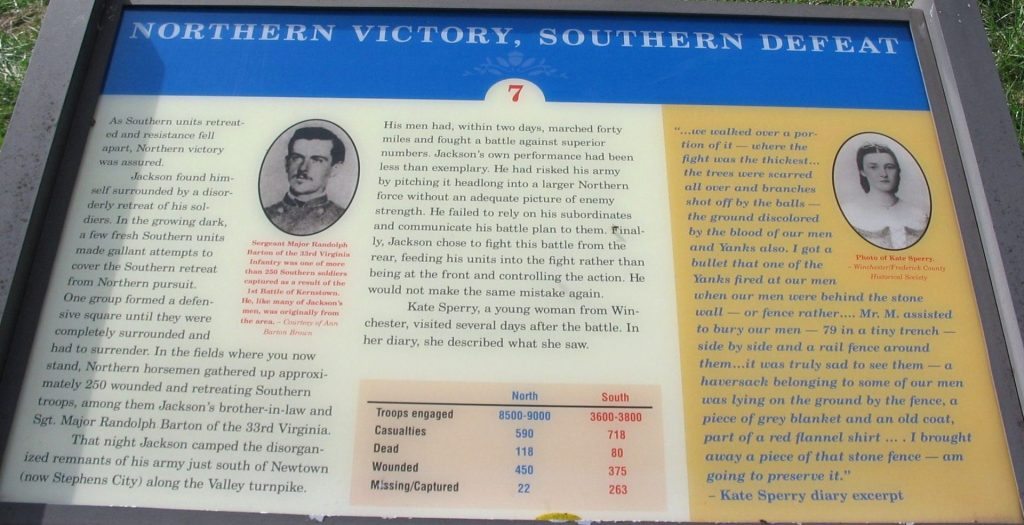 NORTHERN VICTORY, SOUTHERN DEFEAT
7
As Southern units retreat-
ed and resistance fell
apart, Northern victory
was assured.
Jackson found him-
self surrounded by a disor-
derly retreat of his sol-
diers. In the growing dark,
a few fresh Southern units
made gallant attempts to
cover the Southern retreat
from Northern pursuit.
One group formed a defen-
sive square until they were
completely surrounded and
had to surrender. In the fields where you now
stand, Northern horsemen gathered up approxi-
mately 250 wounded and retreating Southern
troops, among them Jackson's brother-in-law and
Sgt. Major Randolph Barton of the 33rd Virginia.
That night Jackson camped the disorgan-
ized remnants of his army just south of Newtown
(now Stephens City) along the Valley turnpike.
Sergeant Major Randolph
Barton of the 33rd Virginia
Infantry was one of more
than 250 Southern soldiers
captured as a result of the
1st Battle of Kernstown.
He, like many of Jackson's
men, was originally from
the area. – Courtesy of Ann
Barton Brown
His men had, within two days, marched forty
miles and fought a battle against superior
numbers. Jackson's own performance had been
less than exemplary. He had risked his army
by pitching it headlong into a larger Northern
force without an adequate picture of enemy
strength. He failed to rely on his subordinates
and communicate his battle plan to them. Final-
ly, Jackson chose to fight this battle from the
rear, feeding his units into the fight rather than
being at the front and controlling the action. He
would not make the same mistake again.
Kate Sperry, a young woman from Win-
chester, visited several days after the battle. In
her diary, she described what she saw.
North South
Troops engaged 8500-9000 3600-3800
Casualties 590 718
Dead 118 80
Wounded 450 375
Missing/Captured 22 263
"...we walked over a por-
tion of it — where the
fight was the thickest...
the trees were scarred
all over and branches
shot off by the balls —
the ground discolored
by the blood of our men
and Yanks also. I got a
bullet that one of the
Yanks fired at our men
when our men were behind the stone
wall — or fence rather.... Mr. M. assisted
to bury our men — 79 in a tiny trench —
side by side and a rail fence around
them...it was truly sad to see them — a
haversack belonging to some of our men
was lying on the ground by the fence, a
piece of grey blanket and an old coat,
part of a red flannel shirt ... . I brought
away a piece of that stone fence — am
going to preserve it."
– Kate Sperry diary excerpt
Photo of Kate Sperry.
– Winchester/Frederick County
Historical Society